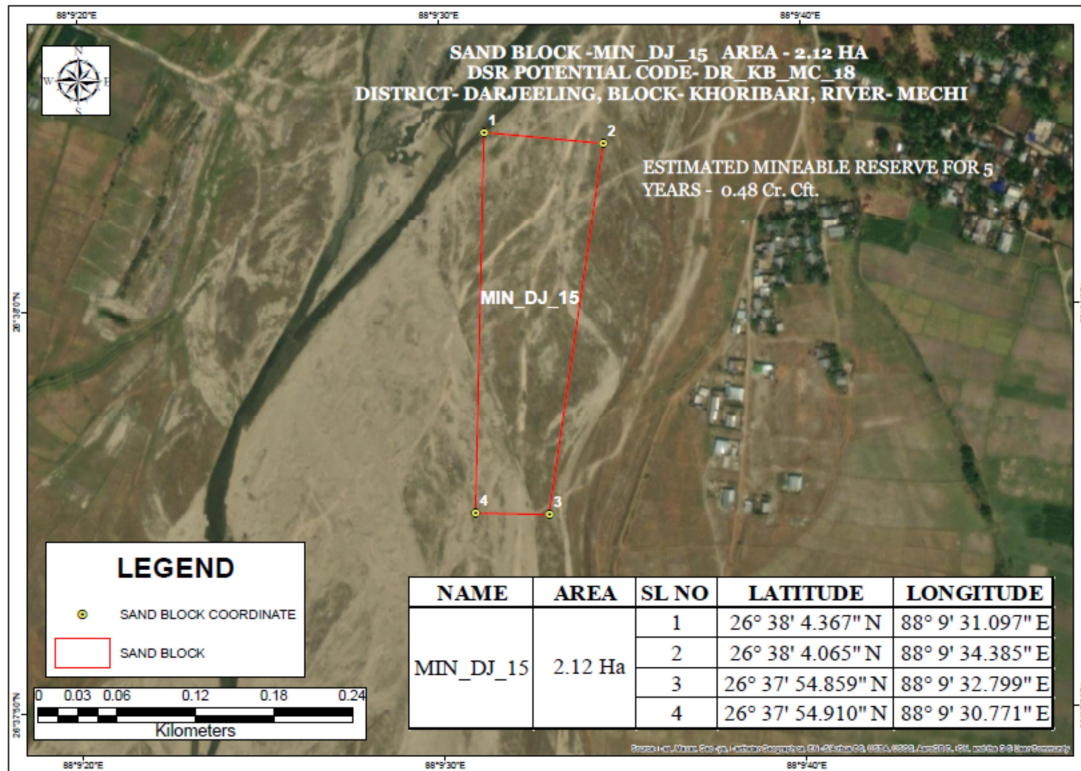 88°9'20"E 88°9'30"E 88°9'40"E
N
W E
S
SAND BLOCK -MIN_DJ_15 AREA - 2.12 HA
DSR POTENTIAL CODE- DR_KB_MC_18
DISTRICT- DARJEELING, BLOCK- KHORIBARI, RIVER- MECHI
1
2
ESTIMATED MINEABLE RESERVE FOR 5
YEARS - 0.48 Cr. Cft.
26°38'0"N
MIN_DJ_15
4
3
LEGEND
SAND BLOCK COORDINATE
SAND BLOCK
0 0.03 0.06 0.12 0.18 0.24
Kilometers
26°37'50"N
NAME AREA SL NO LATITUDE LONGITUDE
MIN_DJ_15 2.12 Ha
1 26° 38' 4.367" N 88° 9' 31.097" E
2 26° 38' 4.065" N 88° 9' 34.385" E
3 26° 37' 54.859" N 88° 9' 32.799" E
4 26° 37' 54.910" N 88° 9' 30.771" E
88°9'20"E 88°9'30"E 88°9'40"E